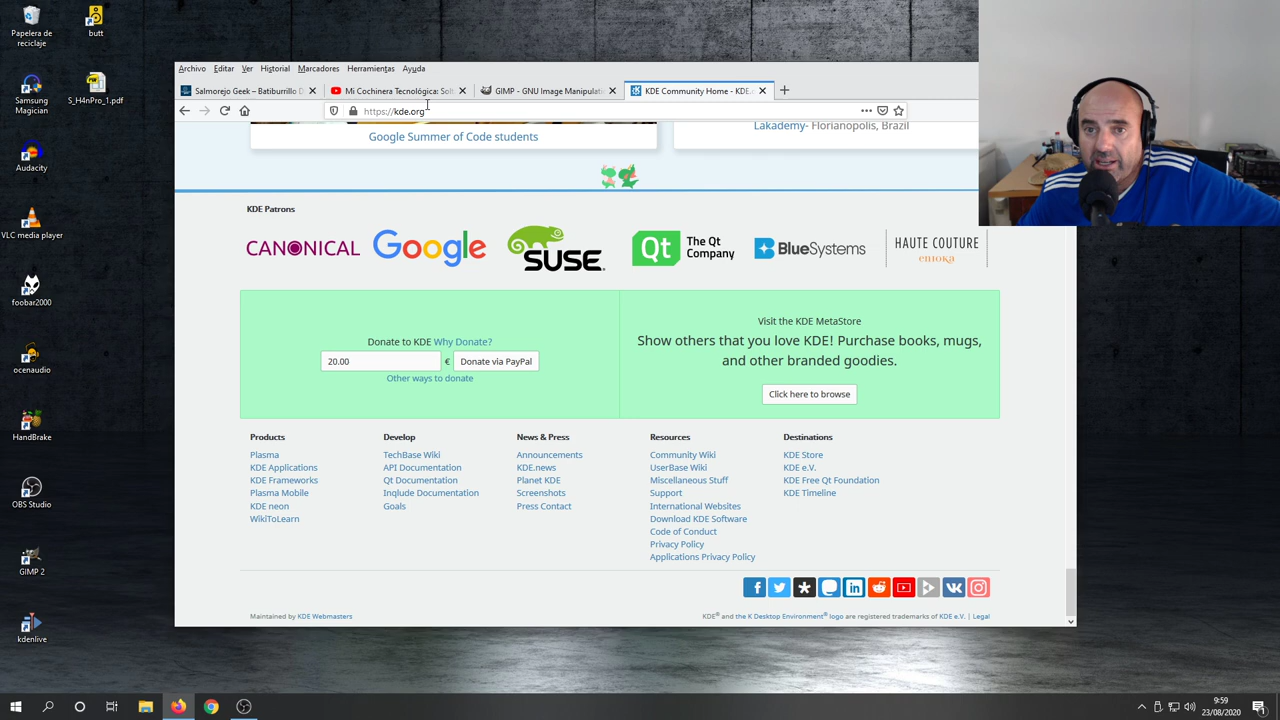 Papelera de
reciclaje
butt
Samsung
Magician
S_H4nPro_1.pdf
Audacity
VLC media player
foobar2000
ocenaudio
HandBrake
OBS Studio
GIMP 2
kdenlive
Archivo Editar Ver Historial Marcadores Herramientas Ayuda
Salmorejo Geek – Batiburrillo D
Mi Cochinera Tecnológica: Soft
GIMP - GNU Image Manipulatio
KDE Community Home - KDE.
https://kde.org
Google Summer of Code students
Lakademy- Florianopolis, Brazil
KDE Patrons
CANONICAL
Google
SUSE
Qt The Qt Company
BlueSystems
HAUTE COUTURE
enioka
Donate to KDE Why Donate?
20.00 € Donate via PayPal
Other ways to donate
Visit the KDE MetaStore
Show others that you love KDE! Purchase books, mugs,
and other branded goodies.
Click here to browse
Products
Plasma
KDE Applications
KDE Frameworks
Plasma Mobile
KDE neon
WikiToLearn
Develop
TechBase Wiki
API Documentation
Qt Documentation
Inqlude Documentation
Goals
News & Press
Announcements
KDE.news
Planet KDE
Screenshots
Press Contact
Resources
Community Wiki
UserBase Wiki
Miscellaneous Stuff
Support
International Websites
Download KDE Software
Code of Conduct
Privacy Policy
Applications Privacy Policy
Destinations
KDE Store
KDE e.V.
KDE Free Qt Foundation
KDE Timeline
Maintained by KDE Webmasters
KDE® and the K Desktop Environment® logo are registered trademarks of KDE e.V. | Legal
9:59
23/08/2020